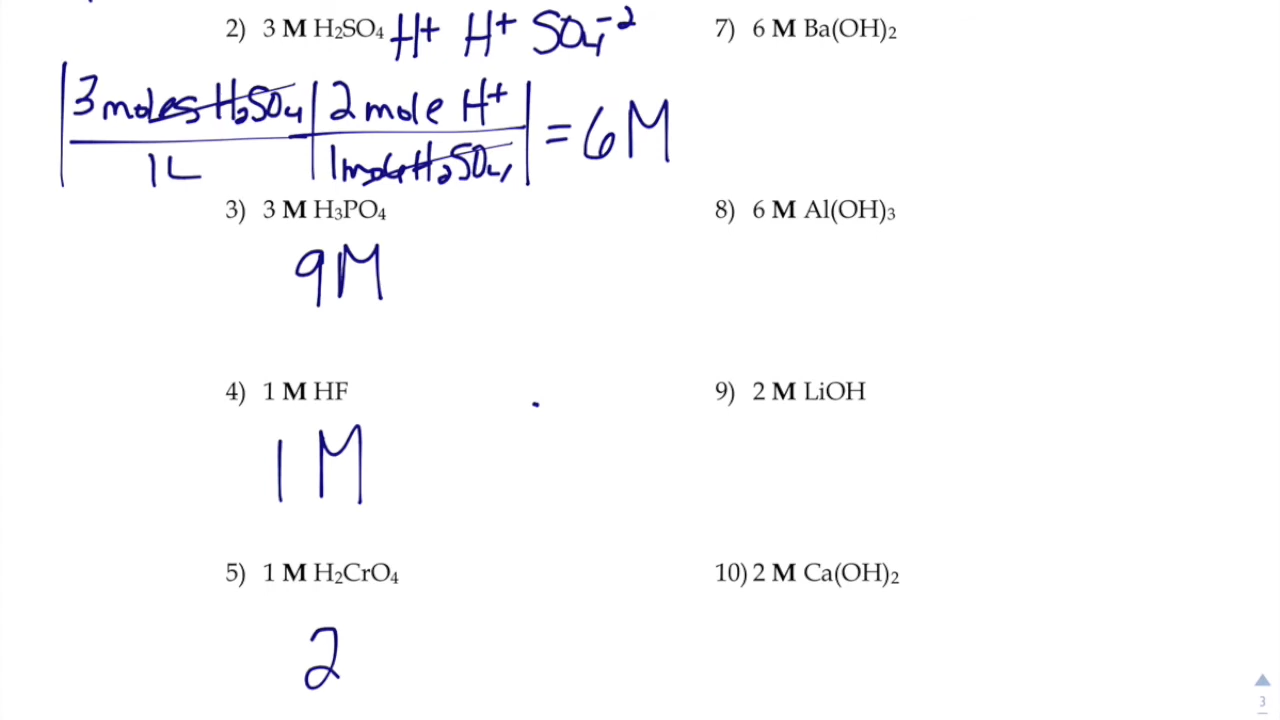 2) 3 M H₂SO₄ H+ H+ SO₄⁻²
3 moles H₂SO₄ | 2 mole H+
1L | 1 mole H₂SO₄ = 6M
3) 3 M H₃PO₄
9M
4) 1 M HF
1 M
5) 1 M H₂CrO₄
2
7) 6 M Ba(OH)₂
8) 6 M Al(OH)₃
9) 2 M LiOH
10) 2 M Ca(OH)₂
3